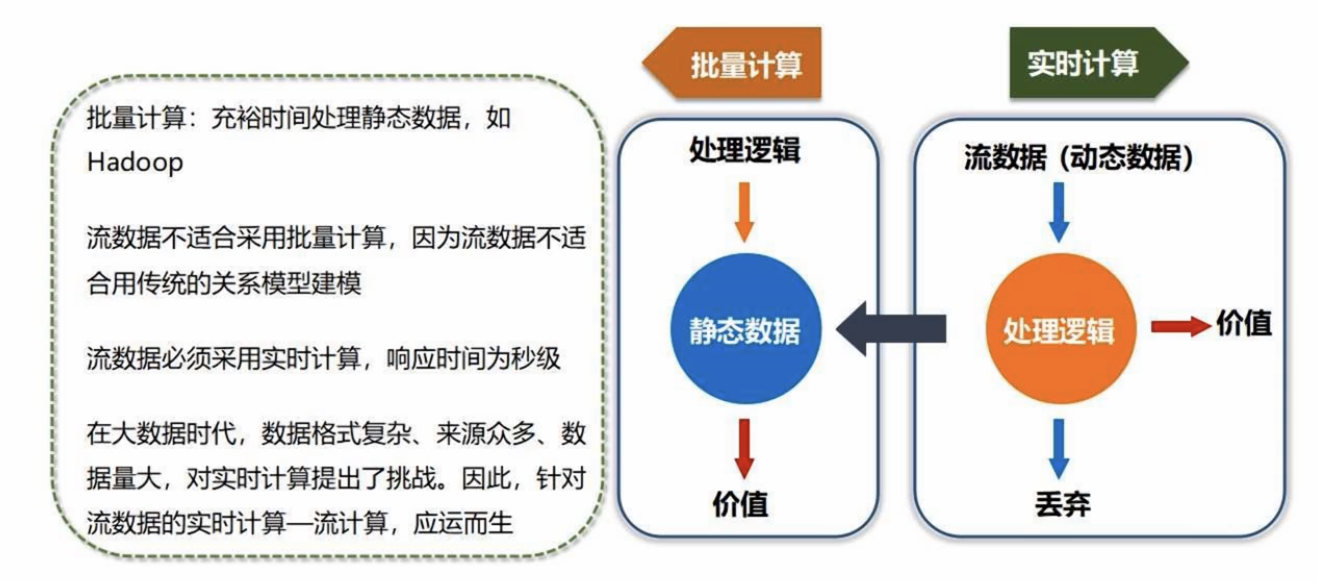 批量计算：充裕时间处理静态数据，如
Hadoop
流数据不适合采用批量计算，因为流数据不适
合用传统的关系模型建模
流数据必须采用实时计算，响应时间为秒级
在大数据时代，数据格式复杂、来源众多、数
据量大，对实时计算提出了挑战。因此，针对
流数据的实时计算—流计算，应运而生
批量计算
处理逻辑
静态数据
价值
实时计算
流数据（动态数据）
处理逻辑
价值
丢弃